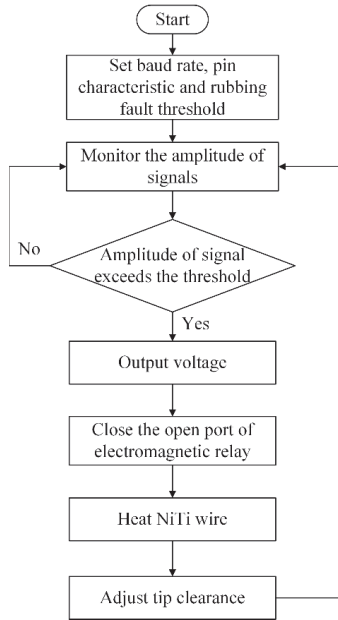 Start
Set baud rate, pin
characteristic and rubbing
fault threshold
Monitor the amplitude of
signals
No
Amplitude of signal
exceeds the threshold
Yes
Output voltage
Close the open port of
electromagnetic relay
Heat NiTi wire
Adjust tip clearance